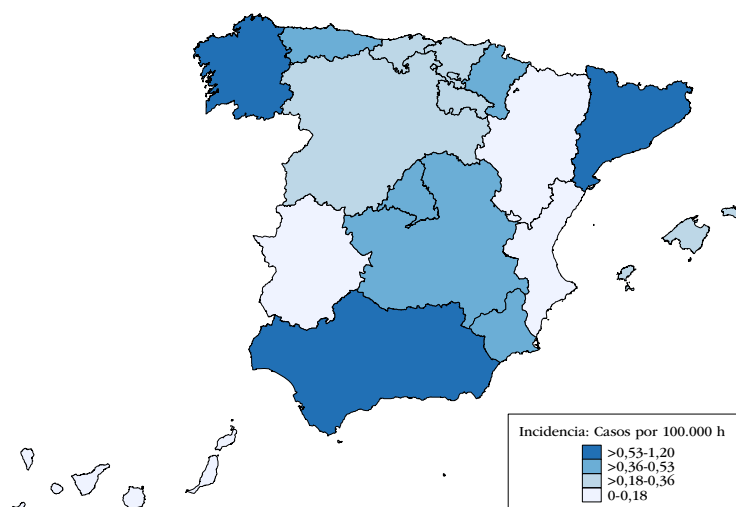 Incidencia: Casos por 100.000 h
>0,53-1,20
>0,36-0,53
>0,18-0,36
0-0,18